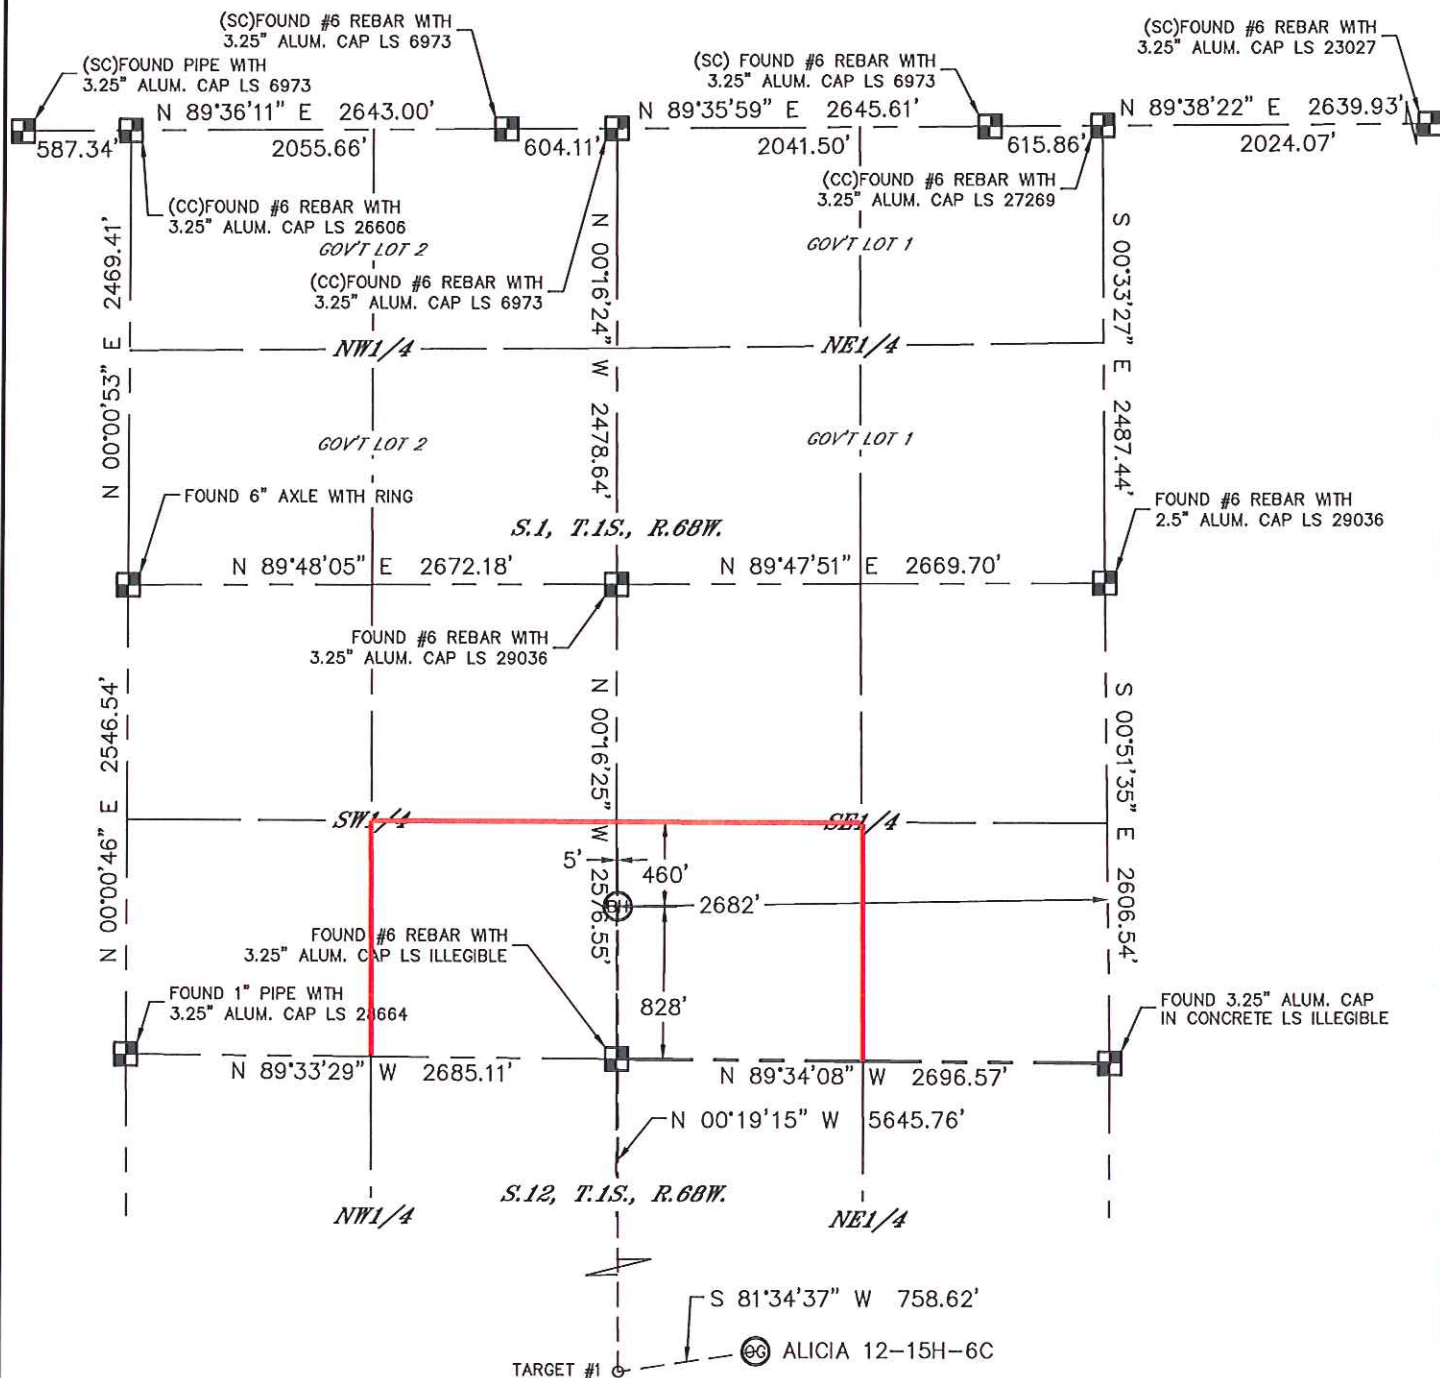 (SC)FOUND #6 REBAR WITH
3.25" ALUM. CAP LS 6973
(SC)FOUND #6 REBAR WITH
3.25" ALUM. CAP LS 23027
(SC)FOUND PIPE WITH
3.25" ALUM. CAP LS 6973
(SC) FOUND #6 REBAR WITH
3.25" ALUM. CAP LS 6973
N 89°36'11" E 2643.00'
N 89°35'59" E 2645.61'
N 89°38'22" E 2639.93'
587.34'
2055.66'
604.11'
2041.50'
615.86'
2024.07'
(CC)FOUND #6 REBAR WITH
3.25" ALUM. CAP LS 26606
(CC)FOUND #6 REBAR WITH
3.25" ALUM. CAP LS 27269
GOV'T LOT 2
GOV'T LOT 1
(CC)FOUND #6 REBAR WITH
3.25" ALUM. CAP LS 6973
N 00°00'53" E 2469.41'
N 00°16'24" W 2478.64'
S 00°33'27" E 2487.44'
NW1/4
NE1/4
GOV'T LOT 2
GOV'T LOT 1
FOUND 6" AXLE WITH RING
FOUND #6 REBAR WITH
2.5" ALUM. CAP LS 29036
S.1, T.1S., R.68W.
N 89°48'05" E 2672.18'
N 89°47'51" E 2669.70'
FOUND #6 REBAR WITH
3.25" ALUM. CAP LS 29036
N 00°00'46" E 2546.54'
N 00°16'25" W 2576.55'
S 00°51'35" E 2606.54'
SW1/4
SE1/4
5'
460'
BH
2682'
FOUND #6 REBAR WITH
3.25" ALUM. CAP LS ILLEGIBLE
828'
FOUND 1" PIPE WITH
3.25" ALUM. CAP LS 28664
FOUND 3.25" ALUM. CAP
IN CONCRETE LS ILLEGIBLE
N 89°33'29" W 2685.11'
N 89°34'08" W 2696.57'
N 00°19'15" W 5645.76'
S.12, T.1S., R.68W.
NW1/4
NE1/4
S 81°34'37" W 758.62'
ALICIA 12-15H-6C
TARGET #1